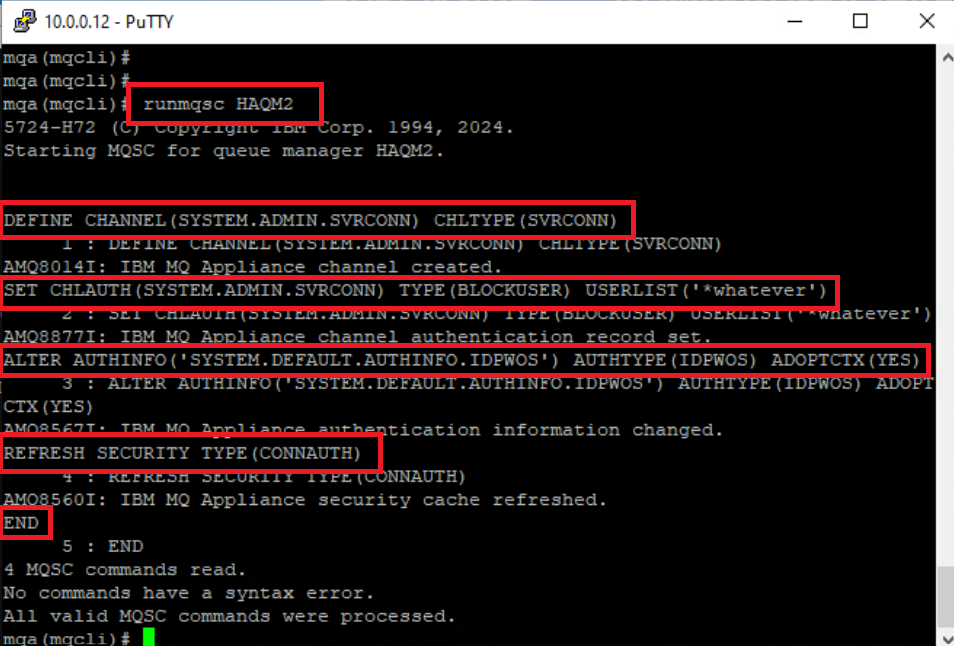 10.0.0.12 - PuTTY
mqa(mqcli)#
mqa(mqcli)#
mqa(mqcli)# runmqsc HAQM2
5724-H72 (C) Copyright IBM Corp. 1994, 2024.
Starting MQSC for queue manager HAQM2.
DEFINE CHANNEL(SYSTEM.ADMIN.SVRCONN) CHLTYPE(SVRCONN)
1 : DEFINE CHANNEL(SYSTEM.ADMIN.SVRCONN) CHLTYPE(SVRCONN)
AMQ8014I: IBM MQ Appliance channel created.
SET CHLAUTH(SYSTEM.ADMIN.SVRCONN) TYPE(BLOCKUSER) USERLIST('*whatever')
2 : SET CHLAUTH(SYSTEM.ADMIN.SVRCONN) TYPE(BLOCKUSER) USERLIST('*whatever')
AMQ8877I: IBM MQ Appliance channel authentication record set.
ALTER AUTHINFO('SYSTEM.DEFAULT.AUTHINFO.IDPWOS') AUTHTYPE(IDPWOS) ADOPTCTX(YES)
3 : ALTER AUTHINFO('SYSTEM.DEFAULT.AUTHINFO.IDPWOS') AUTHTYPE(IDPWOS) ADOPT
CTX(YES)
AMQ8567I: IBM MQ Appliance authentication information changed.
REFRESH SECURITY TYPE(CONNAUTH)
4 : REFRESH SECURITY TYPE(CONNAUTH)
AMQ8560I: IBM MQ Appliance security cache refreshed.
END
5 : END
4 MQSC commands read.
No commands have a syntax error.
All valid MQSC commands were processed.
mqa(mqcli)#